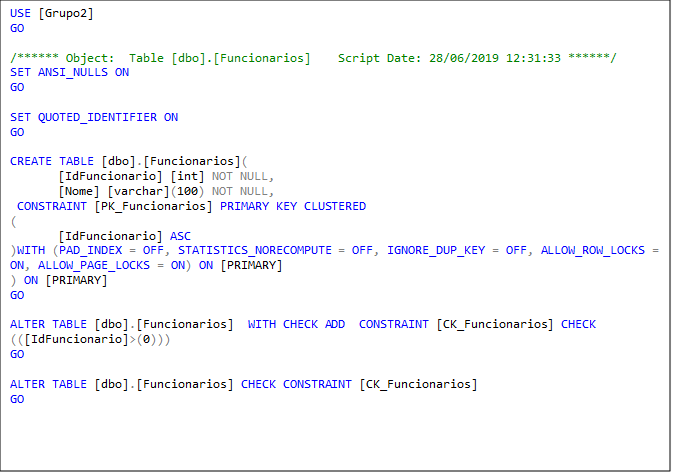 USE [Grupo2]
GO
/****** Object:  Table [dbo].[Funcionarios]    Script Date: 28/06/2019 12:31:33 ******/
SET ANSI_NULLS ON
GO
SET QUOTED_IDENTIFIER ON
GO
CREATE TABLE [dbo].[Funcionarios](
[IdFuncionario] [int] NOT NULL,
[Nome] [varchar](100) NOT NULL,
CONSTRAINT [PK_Funcionarios] PRIMARY KEY CLUSTERED
(
[IdFuncionario] ASC
)WITH (PAD_INDEX = OFF, STATISTICS_NORECOMPUTE = OFF, IGNORE_DUP_KEY = OFF, ALLOW_ROW_LOCKS =
ON, ALLOW_PAGE_LOCKS = ON) ON [PRIMARY]
) ON [PRIMARY]
GO
ALTER TABLE [dbo].[Funcionarios]  WITH CHECK ADD  CONSTRAINT [CK_Funcionarios] CHECK
(([IdFuncionario]>(0)))
GO
ALTER TABLE [dbo].[Funcionarios] CHECK CONSTRAINT [CK_Funcionarios]
GO